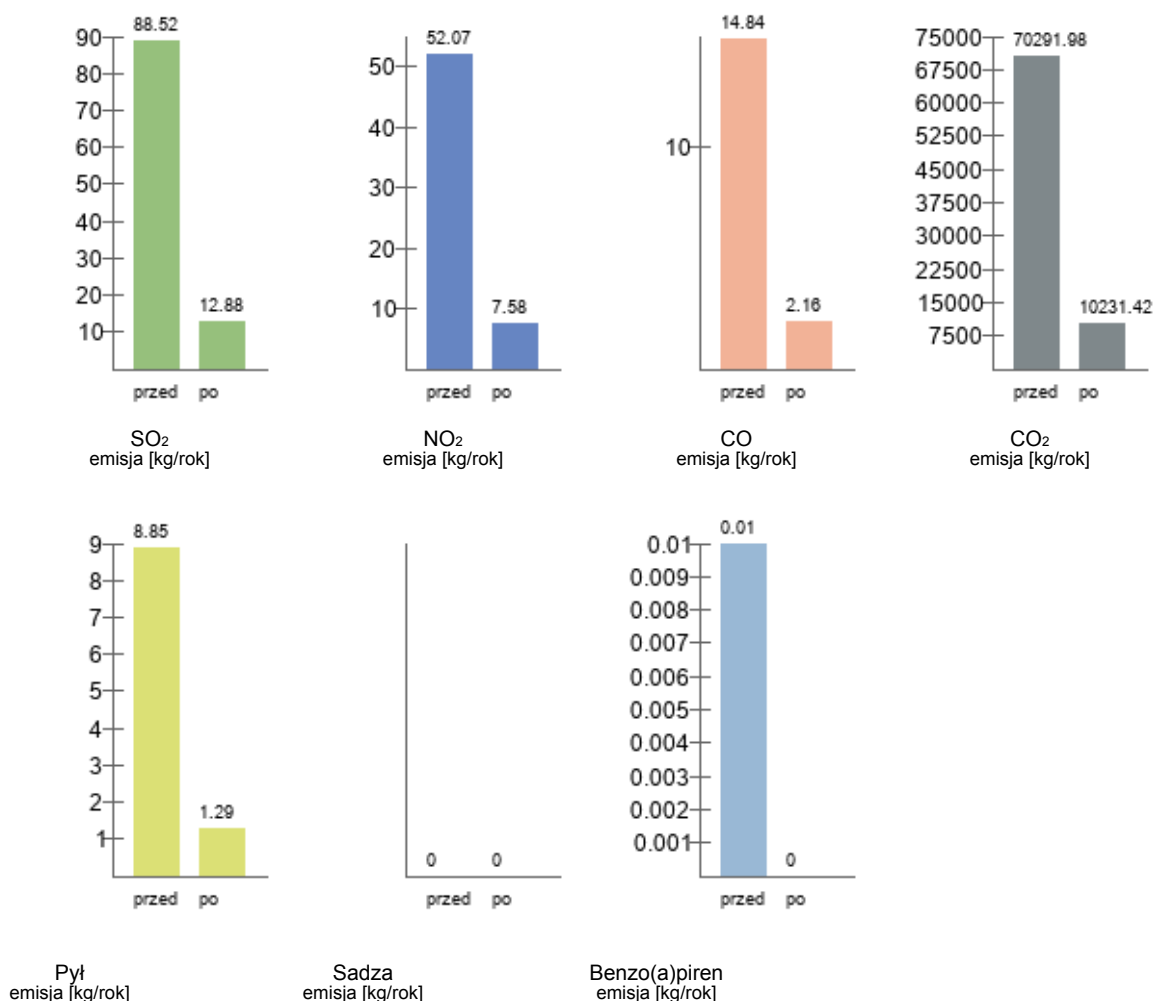 88.52
90
80
70
60
50
40
30
20
10
12.88
przed po
SO2
emisja [kg/rok]
52.07
50
40
30
20
10
7.58
przed po
NO2
emisja [kg/rok]
14.84
10
2.16
przed po
CO
emisja [kg/rok]
75000
70291.98
67500
60000
52500
45000
37500
30000
22500
15000
10231.42
7500
przed po
CO2
emisja [kg/rok]
8.85
9
8
7
6
5
4
3
2
1.29
1
przed po
Pył
emisja [kg/rok]
0 0
przed po
Sadza
emisja [kg/rok]
0.01
0.01
0.009
0.008
0.007
0.006
0.005
0.004
0.003
0.002
0.001
0
przed po
Benzo(a)piren
emisja [kg/rok]